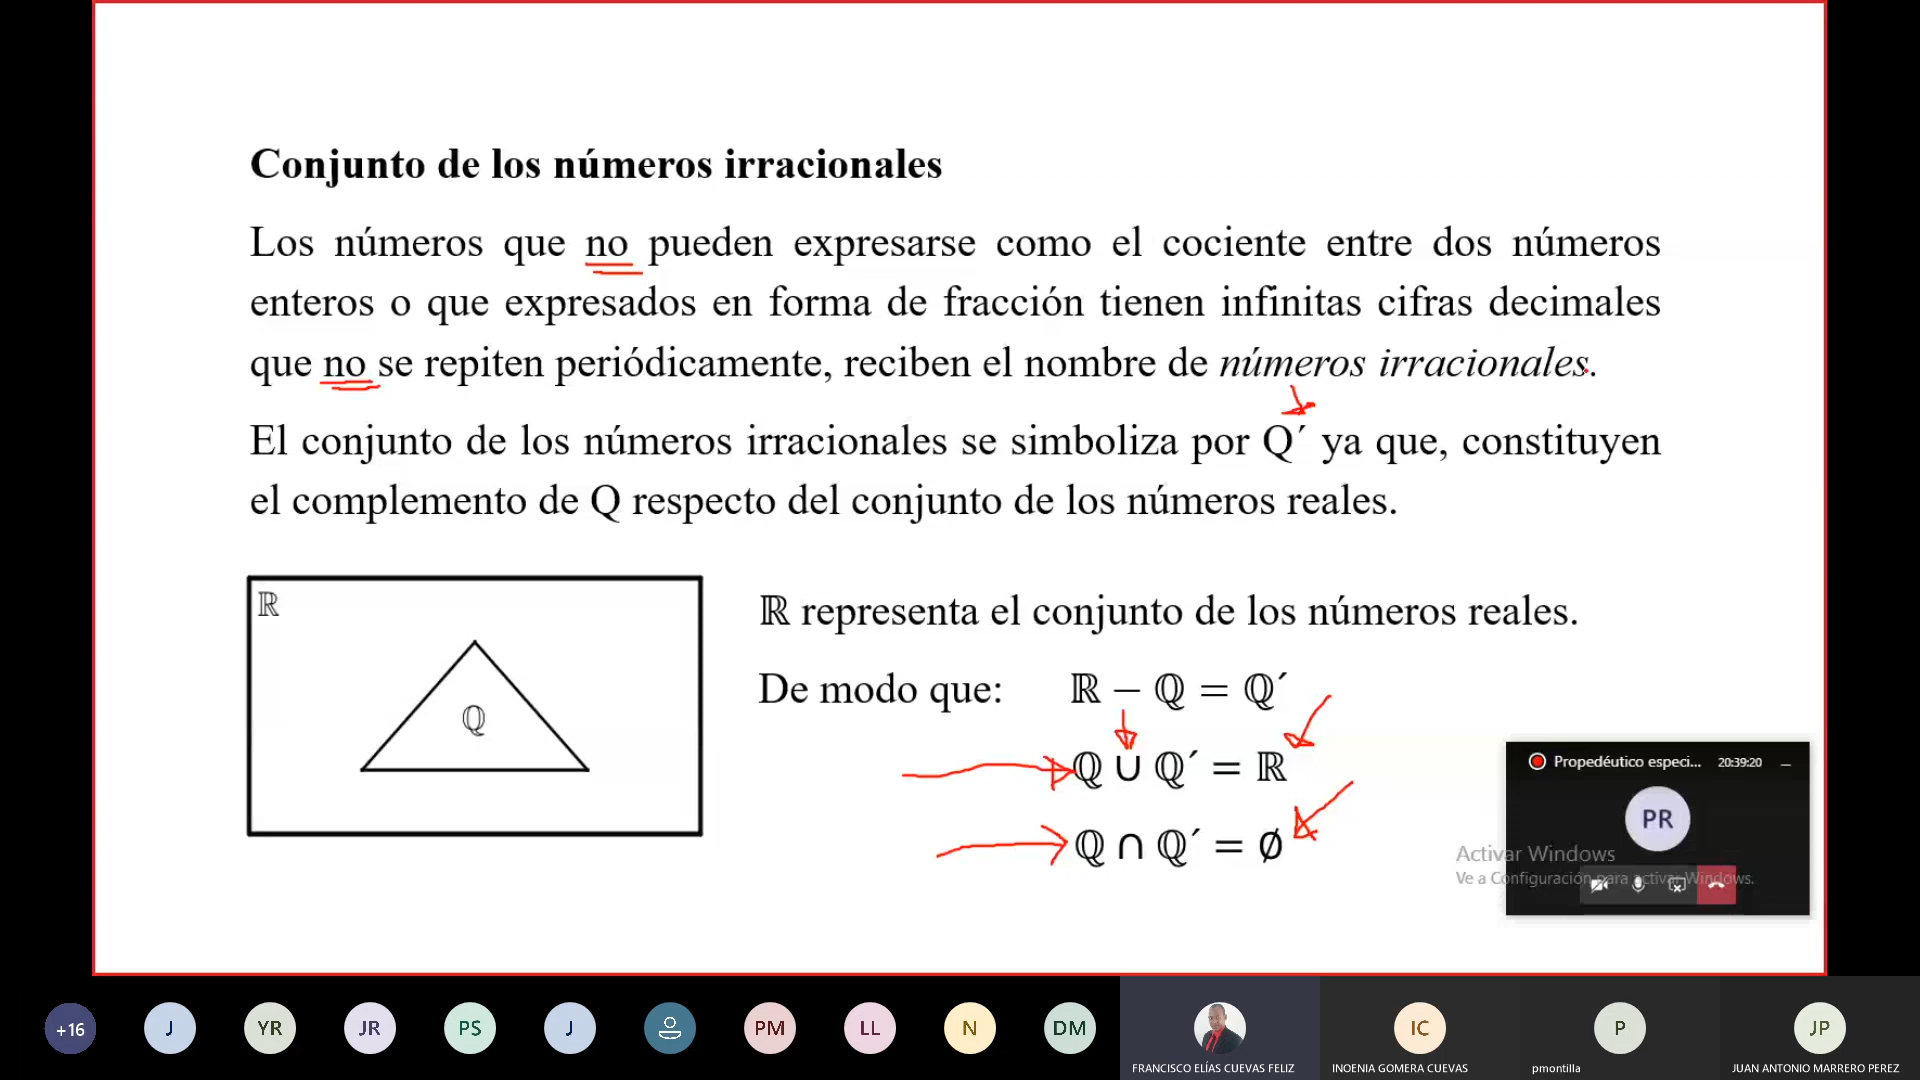 Conjunto de los números irracionales
Los números que no pueden expresarse como el cociente entre dos números
enteros o que expresados en forma de fracción tienen infinitas cifras decimales
que no se repiten periódicamente, reciben el nombre de números irracionales.
El conjunto de los números irracionales se simboliza por Q´ ya que, constituyen
el complemento de Q respecto del conjunto de los números reales.
ℝ
ℚ
ℝ representa el conjunto de los números reales.
De modo que: ℝ − ℚ = ℚ´
ℚ ∪ ℚ´ = ℝ
ℚ ∩ ℚ´ = ∅
Propedéutico especi... 20:39:20
PR
Activar Windows
Ve a Configuración para activar Windows.
+16 J YR JR PS J PM LL N DM IC P JP
FRANCISCO ELÍAS CUEVAS FELIZ INOENIA GOMERA CUEVAS pmontilla JUAN ANTONIO MARRERO PEREZ